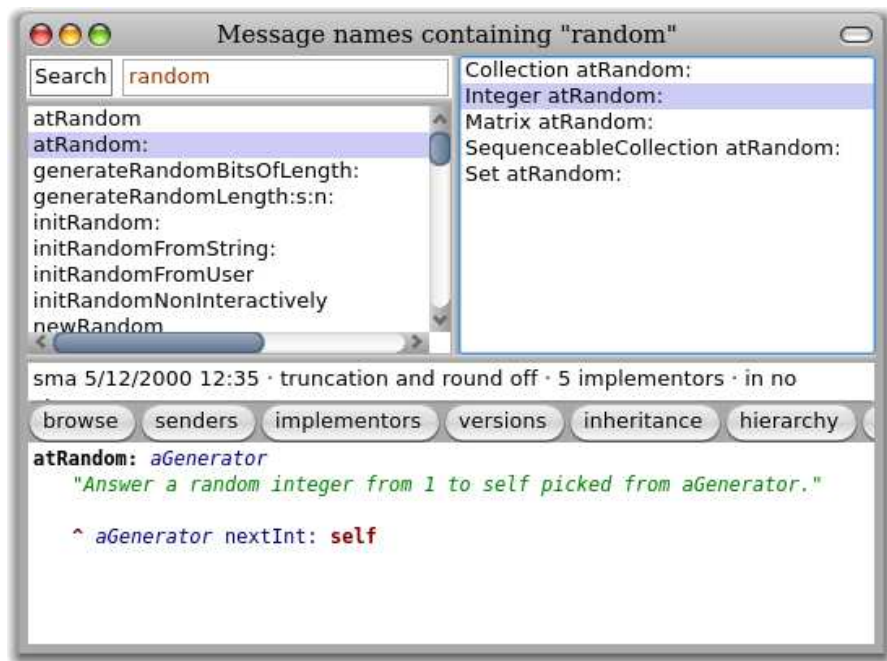 Message names containing "random"
Search
random
atRandom
atRandom:
generateRandomBitsOfLength:
generateRandomLength:s:n:
initRandom:
initRandomFromString:
initRandomFromUser
initRandomNonInteractively
newRandom
Collection atRandom:
Integer atRandom:
Matrix atRandom:
SequenceableCollection atRandom:
Set atRandom:
sma 5/12/2000 12:35 · truncation and round off · 5 implementors · in no
browse senders implementors versions inheritance hierarchy
atRandom: aGenerator
"Answer a random integer from 1 to self picked from aGenerator."
^ aGenerator nextInt: self